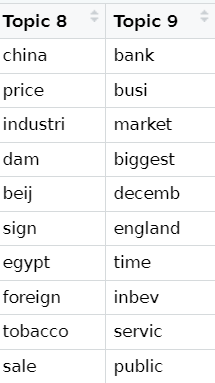 Topic 8 Topic 9
china bank
price busi
industri market
dam biggest
beij decemb
sign england
egypt time
foreign inbev
tobacco servic
sale public